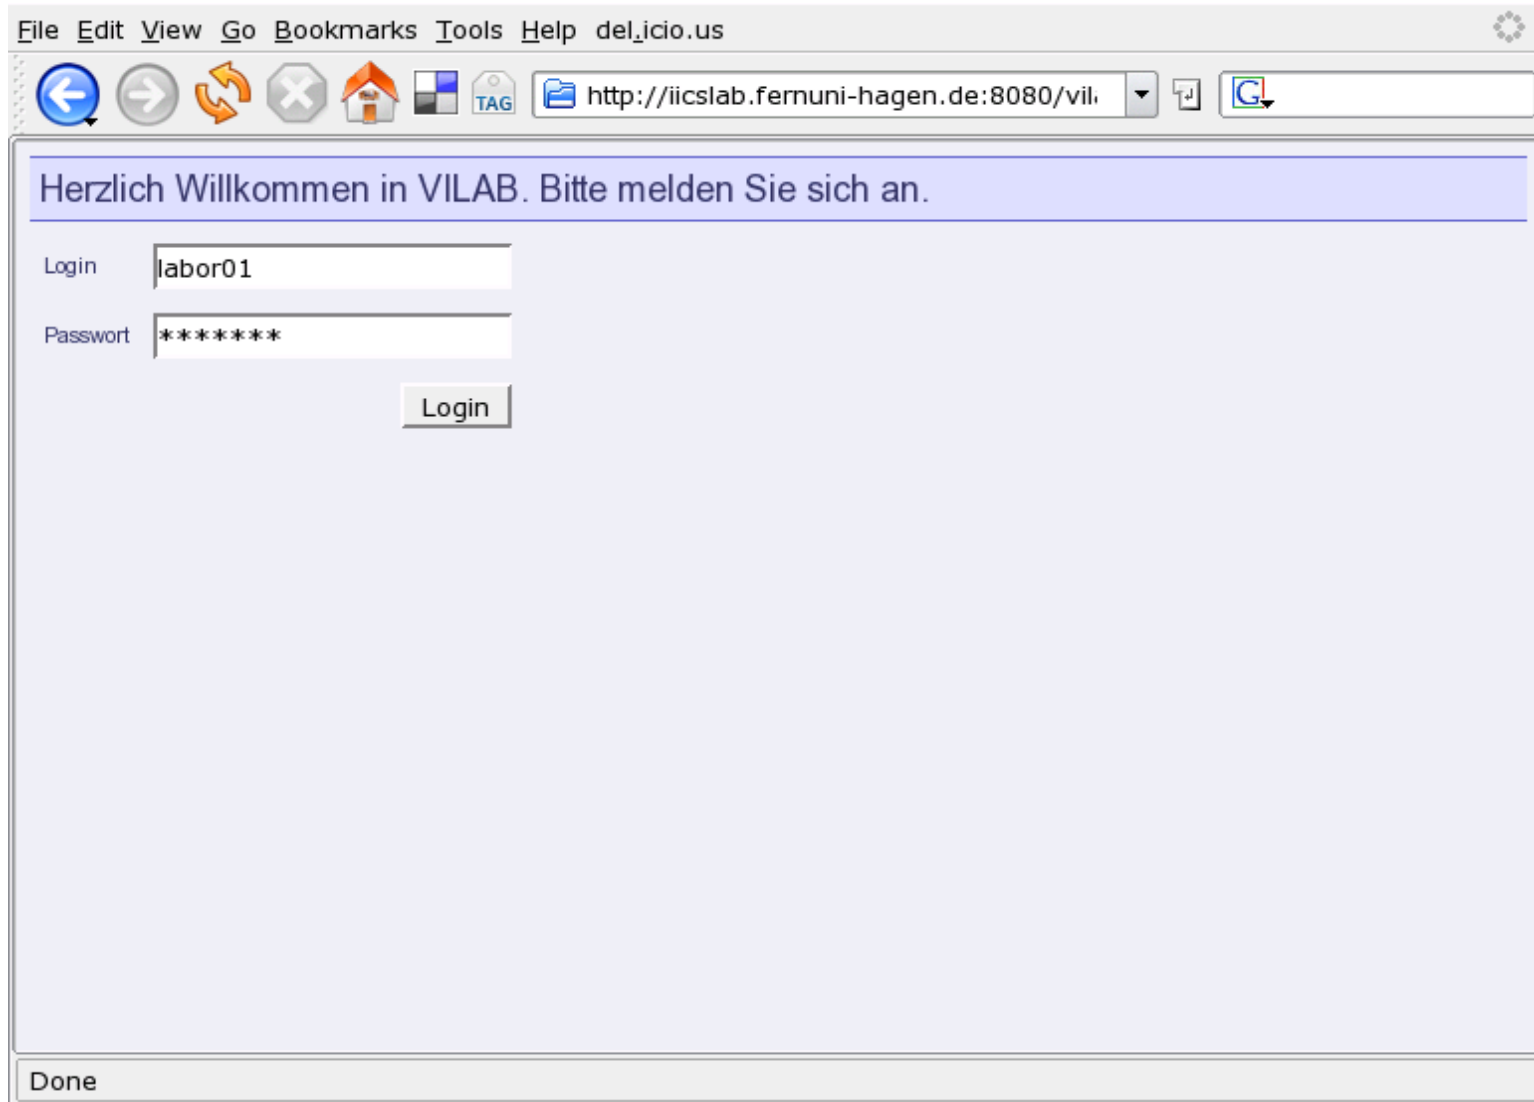 File Edit View Go Bookmarks Tools Help del.icio.us
TAG http://iicslab.fernuni-hagen.de:8080/vil G
Herzlich Willkommen in VILAB. Bitte melden Sie sich an.
Login labor01
Passwort *******
Login
Done